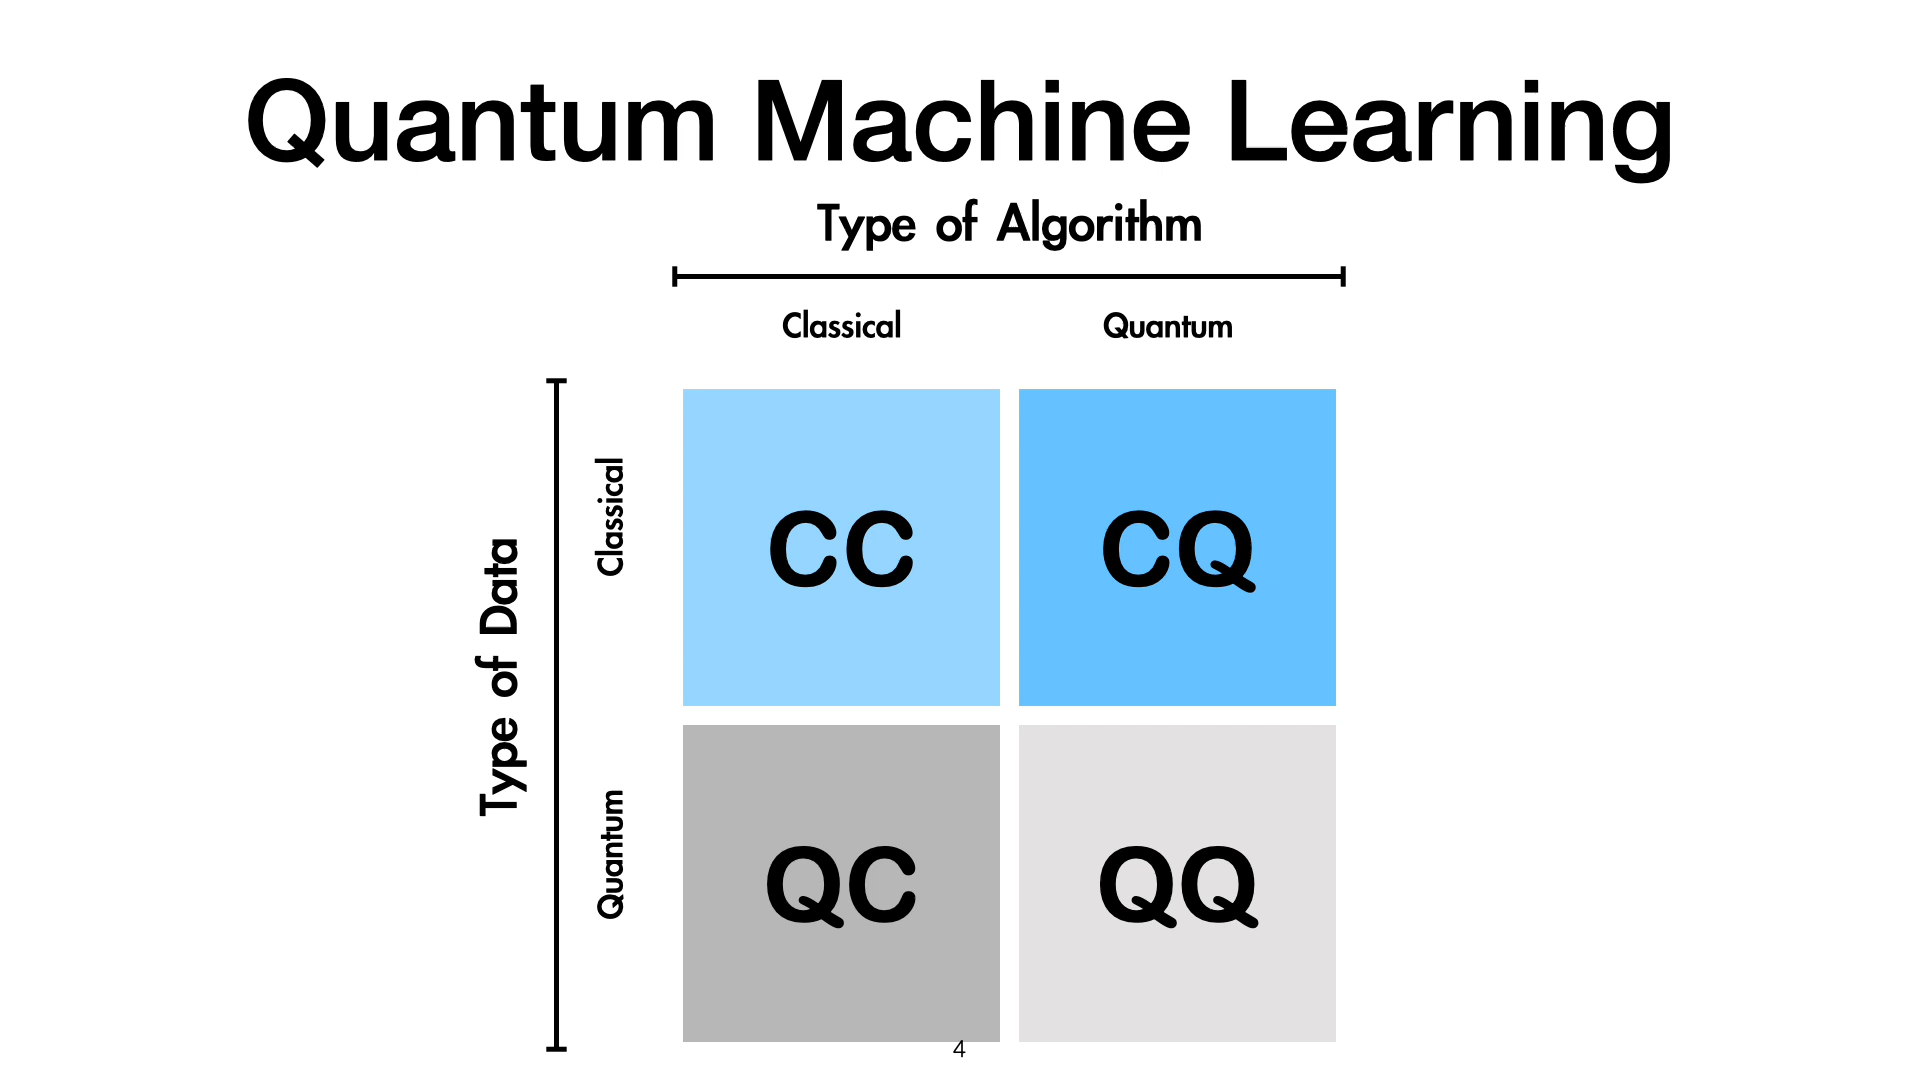 Quantum Machine Learning
Type of Algorithm
Classical
Quantum
Type of Data
Classical
CC
CQ
Quantum
QC
QQ
4